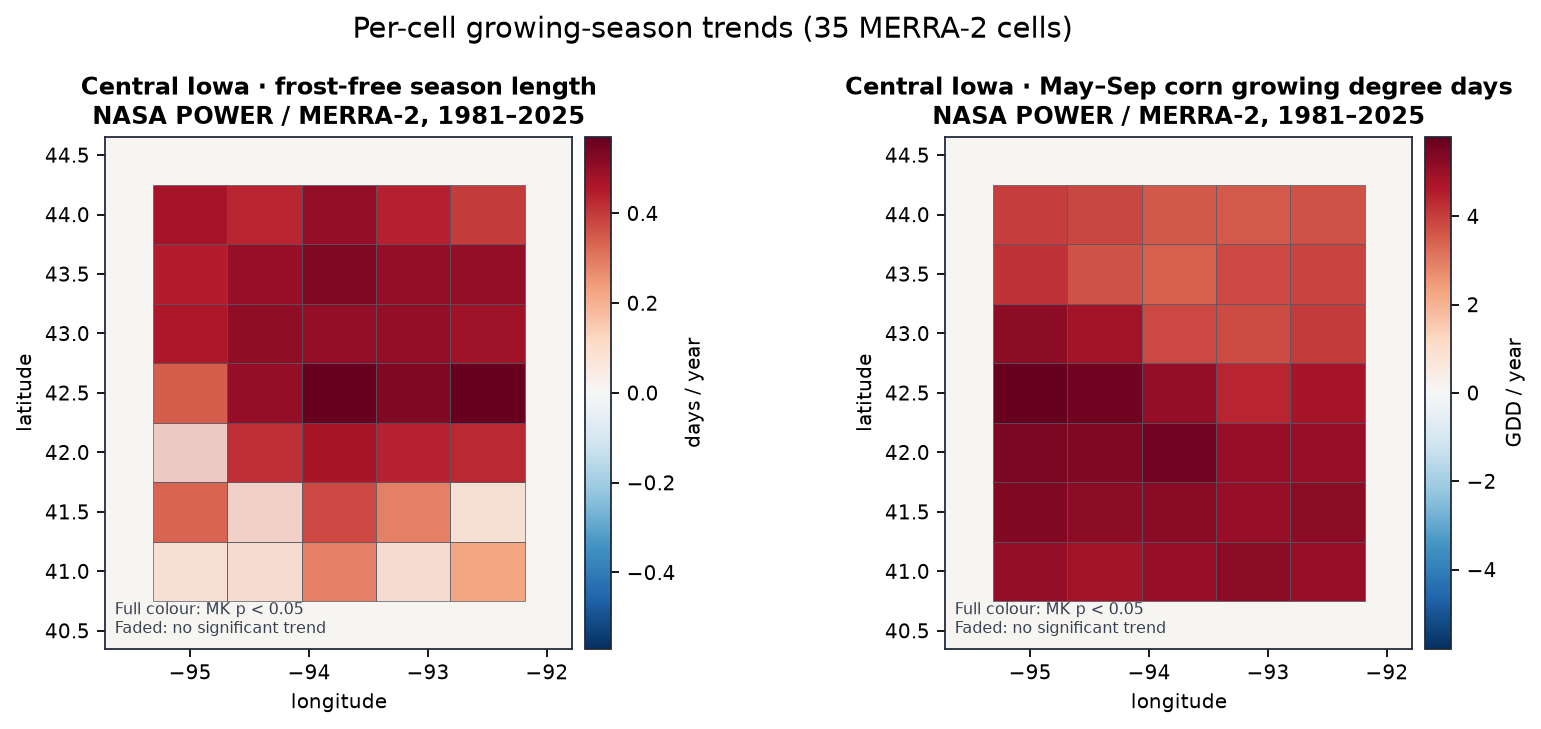 Per-cell growing-season trends (35 MERRA-2 cells)
Central Iowa · frost-free season length
NASA POWER / MERRA-2, 1981–2025
44.5
44.0
43.5
43.0
42.5
42.0
41.5
41.0
40.5
latitude
Full colour: MK p < 0.05
Faded: no significant trend
−95
−94
−93
−92
longitude
0.4
0.2
0.0
−0.2
−0.4
days / year
Central Iowa · May–Sep corn growing degree days
NASA POWER / MERRA-2, 1981–2025
44.5
44.0
43.5
43.0
42.5
42.0
41.5
41.0
40.5
latitude
Full colour: MK p < 0.05
Faded: no significant trend
−95
−94
−93
−92
longitude
4
2
0
−2
−4
GDD / year